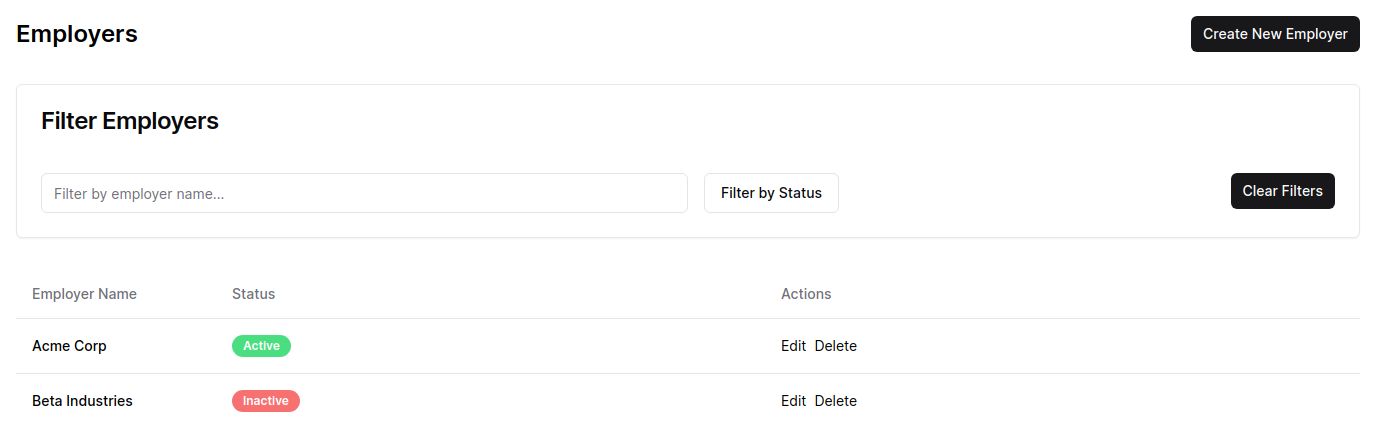 Employers
Create New Employer
Filter Employers
Filter by employer name...
Filter by Status
Clear Filters
Employer Name Status Actions
Acme Corp Active Edit Delete
Beta Industries Inactive Edit Delete